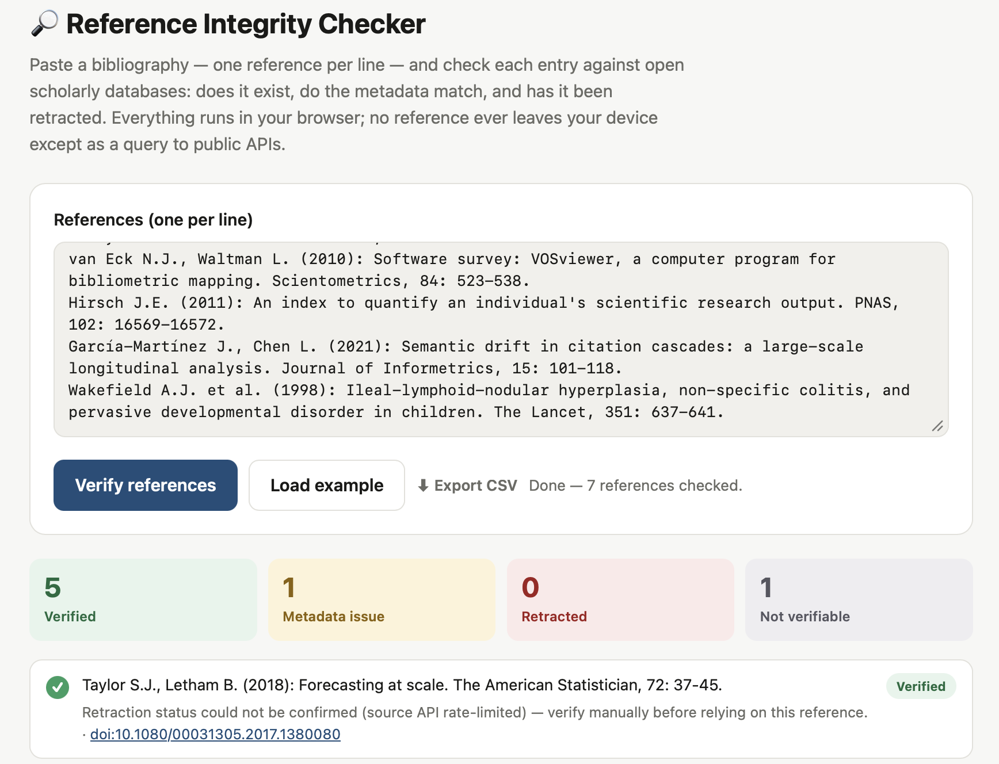 Reference Integrity Checker
Paste a bibliography — one reference per line — and check each entry against open
scholarly databases: does it exist, do the metadata match, and has it been
retracted. Everything runs in your browser; no reference ever leaves your device
except as a query to public APIs.
References (one per line)
van Eck N.J., Waltman L. (2010): Software survey: VOSviewer, a computer program for
bibliometric mapping. Scientometrics, 84: 523–538.
Hirsch J.E. (2011): An index to quantify an individual's scientific research output. PNAS,
102: 16569–16572.
García-Martínez J., Chen L. (2021): Semantic drift in citation cascades: a large-scale
longitudinal analysis. Journal of Informetrics, 15: 101–118.
Wakefield A.J. et al. (1998): Ileal-lymphoid-nodular hyperplasia, non-specific colitis, and
pervasive developmental disorder in children. The Lancet, 351: 637–641.
Verify references
Load example
⬇ Export CSV
Done — 7 references checked.
5
Verified
1
Metadata issue
0
Retracted
1
Not verifiable
Taylor S.J., Letham B. (2018): Forecasting at scale. The American Statistician, 72: 37-45.
Verified
Retraction status could not be confirmed (source API rate-limited) — verify manually before relying on this reference.
· doi:10.1080/00031305.2017.1380080